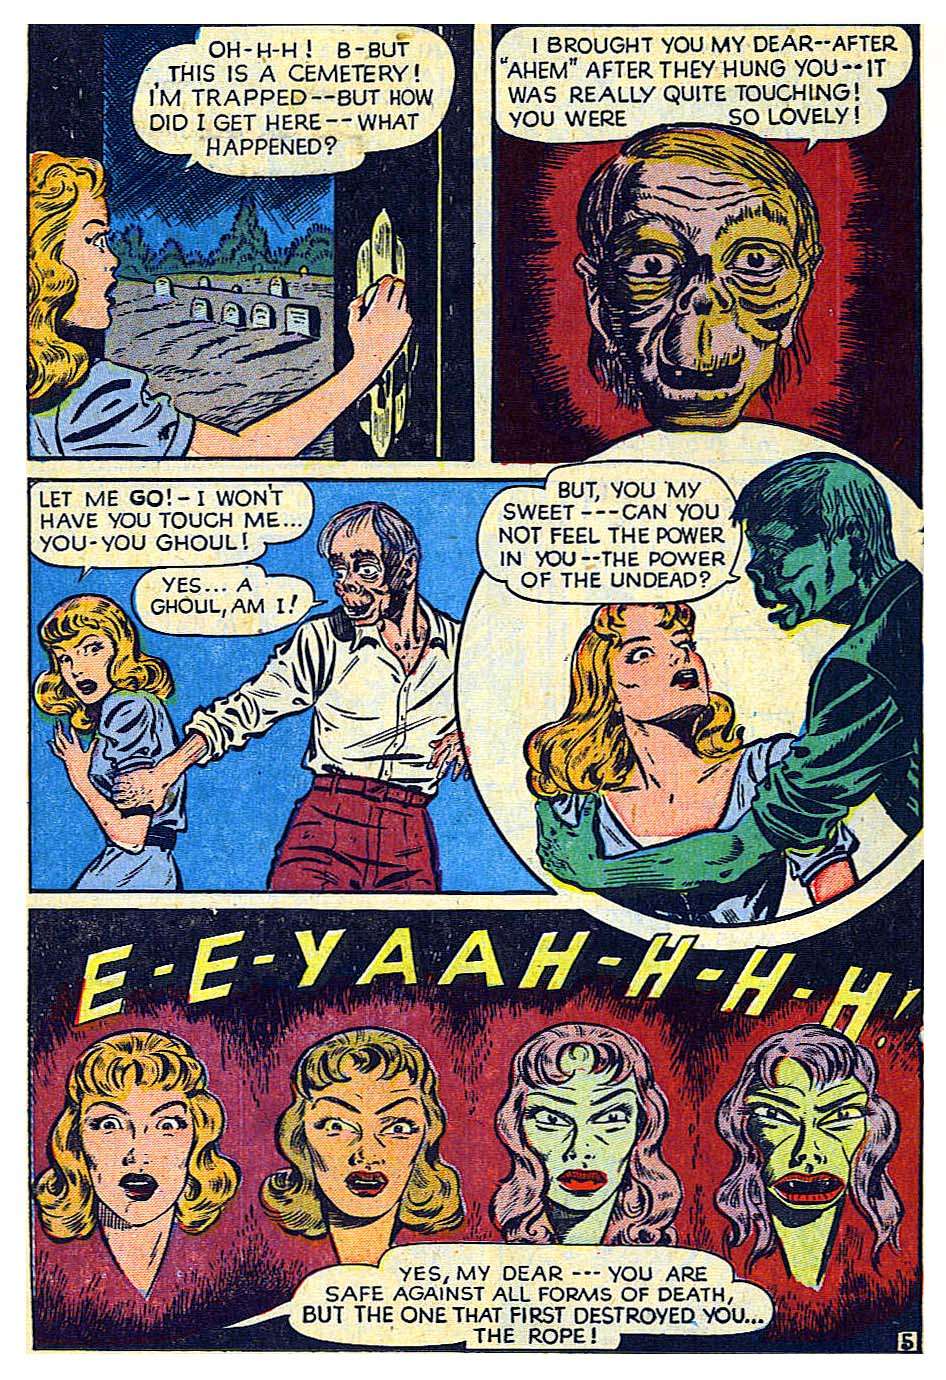 OH-H-H! B-BUT
THIS IS A CEMETERY!
I'M TRAPPED--BUT HOW
DID I GET HERE--WHAT
HAPPENED?
I BROUGHT YOU MY DEAR--AFTER
"AHEM" AFTER THEY HUNG YOU--IT
WAS REALLY QUITE TOUCHING!
YOU WERE SO LOVELY!
LET ME GO!-I WON'T
HAVE YOU TOUCH ME...
YOU-YOU GHOUL!
YES... A
GHOUL, AM I!
BUT, YOU MY
SWEET ---CAN YOU
NOT FEEL THE POWER
IN YOU--THE POWER
OF THE UNDEAD?
E-E-YAAH-H-H-H!
YES, MY DEAR --- YOU ARE
SAFE AGAINST ALL FORMS OF DEATH,
BUT THE ONE THAT FIRST DESTROYED YOU...
THE ROPE!
5